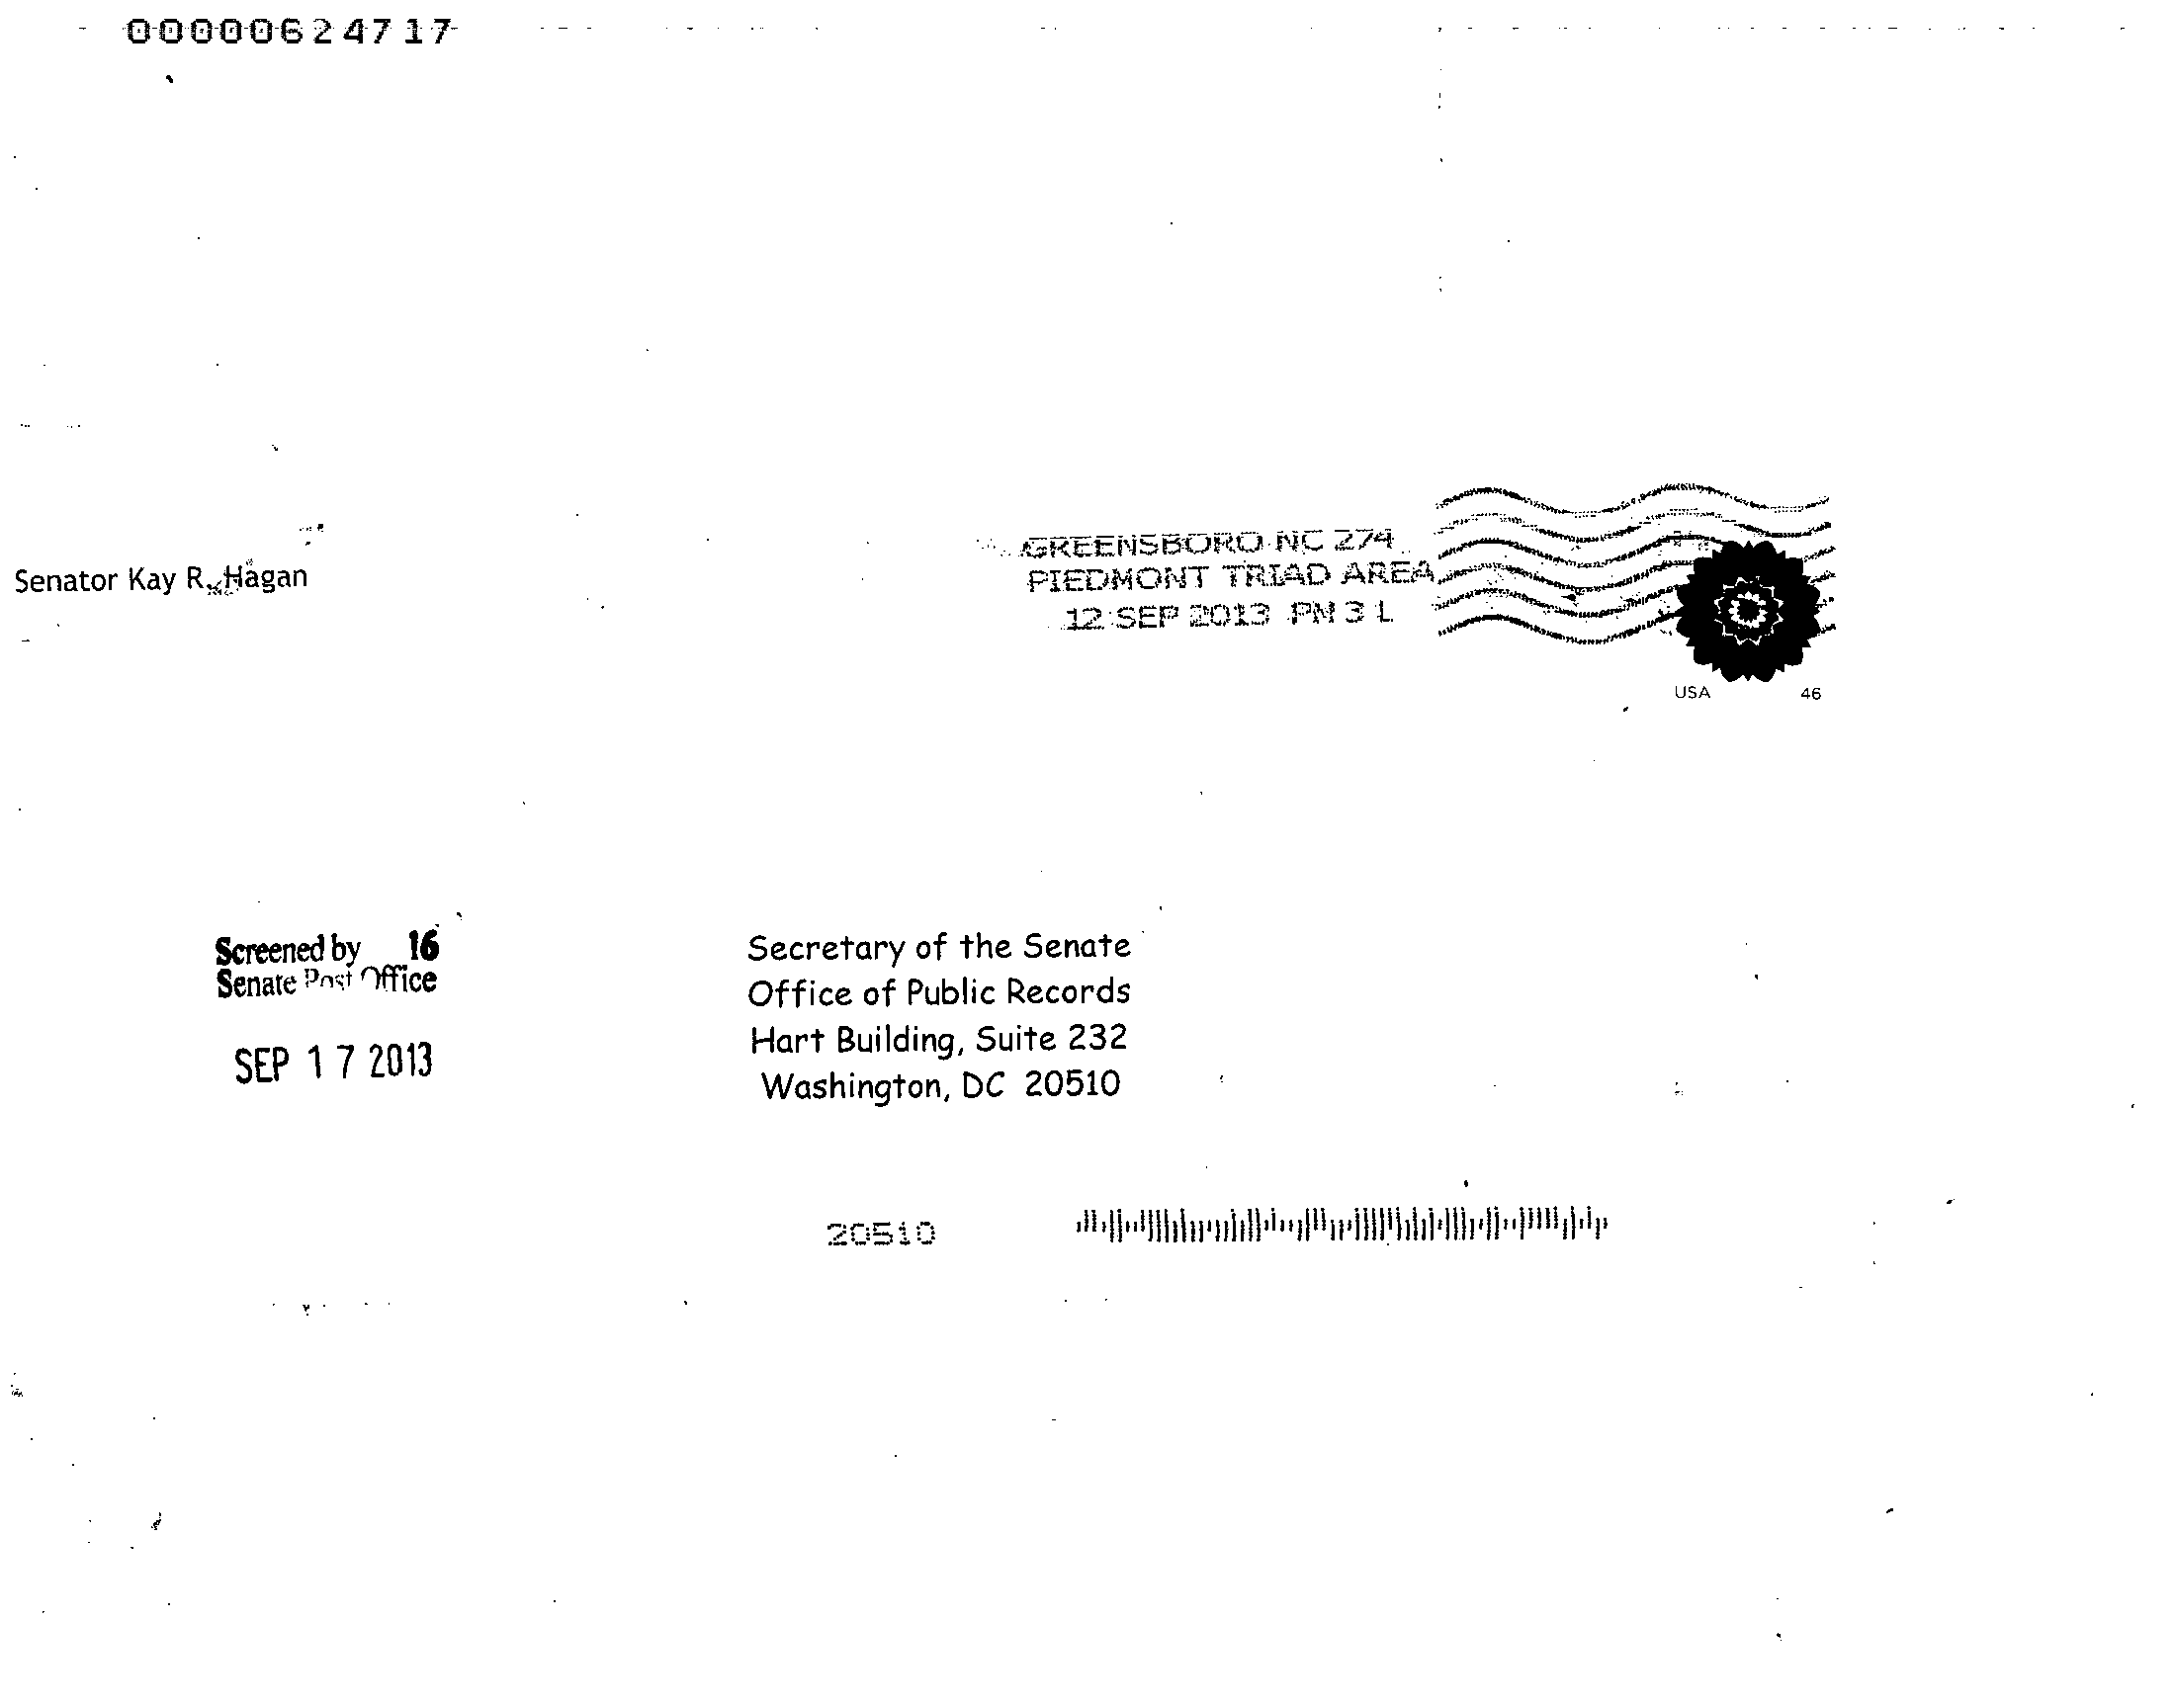 00000624717
GREENSBORO NC 274
PIEDMONT TRIAD AREA
12 SEP 2013 PM 3 L
Senator Kay R. Hagan
USA 46
Screened by 16
Senate Post Office
SEP 17 2013
Secretary of the Senate
Office of Public Records
Hart Building, Suite 232
Washington, DC 20510
20510